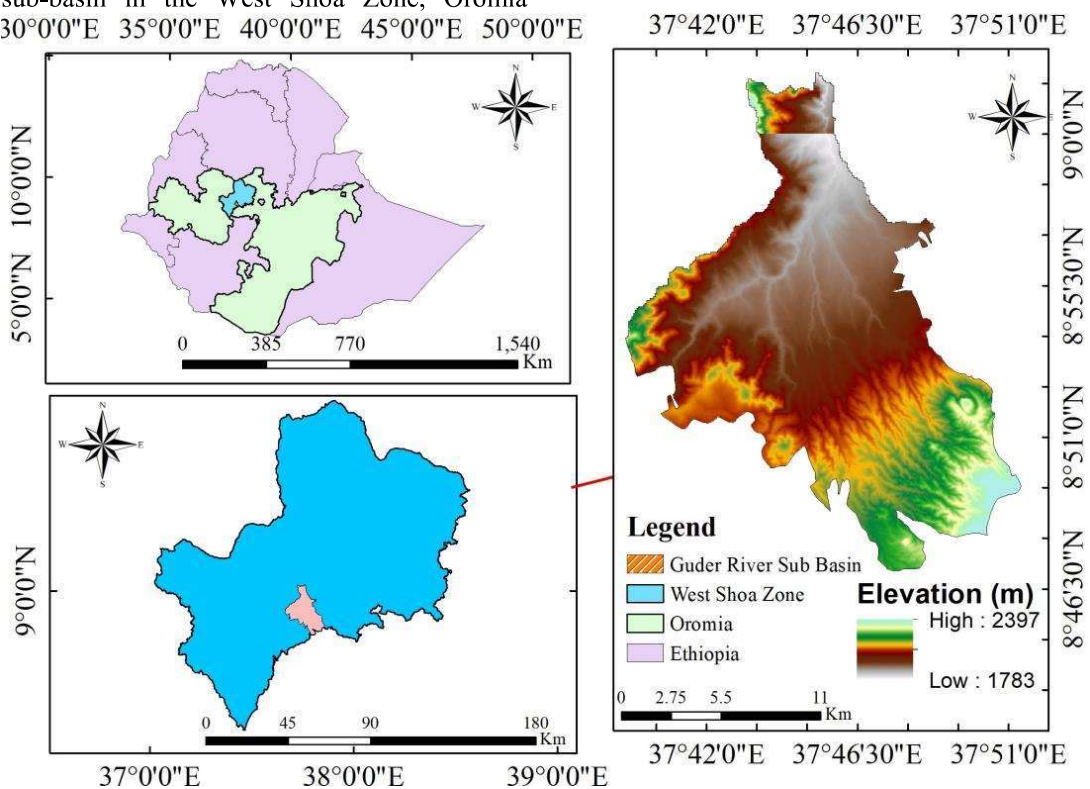 sub-basin in the West Shoa Zone, Oromia
30°0'0"E 35°0'0"E 40°0'0"E 45°0'0"E 50°0'0"E
10°0'0"N
5°0'0"N
N
W E
S
0 385 770 1,540
Km
N
W E
S
9°0'0"N
0 45 90 180
Km
37°0'0"E 38°0'0"E 39°0'0"E
37°42'0"E 37°46'30"E 37°51'0"E
N
W E
S
9°0'0"N
8°55'30"N
8°51'0"N
8°46'30"N
Legend
Guder River Sub Basin
West Shoa Zone
Oromia
Ethiopia
Elevation (m)
High : 2397
Low : 1783
0 2.75 5.5 11
Km
37°42'0"E 37°46'30"E 37°51'0"E